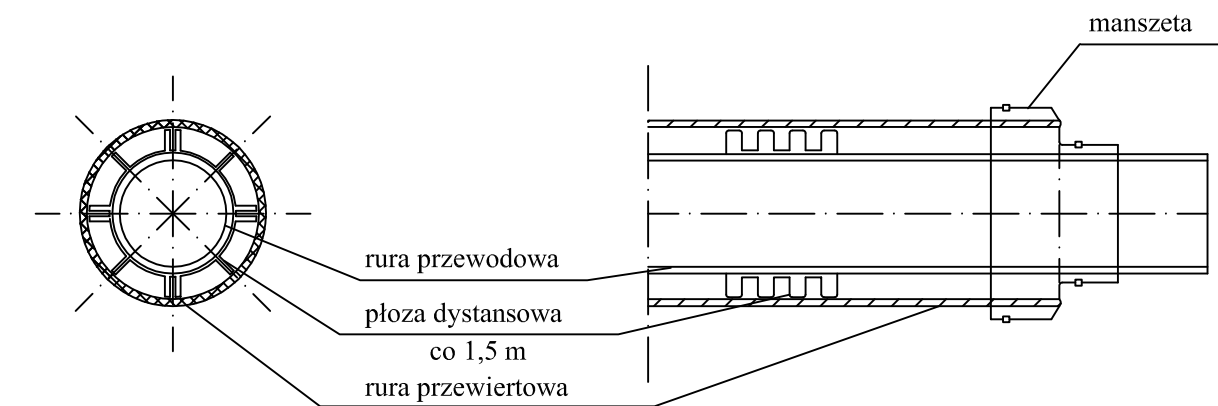 manszeta
rura przewodowa
płoza dystansowa
co 1,5 m
rura przewiertowa